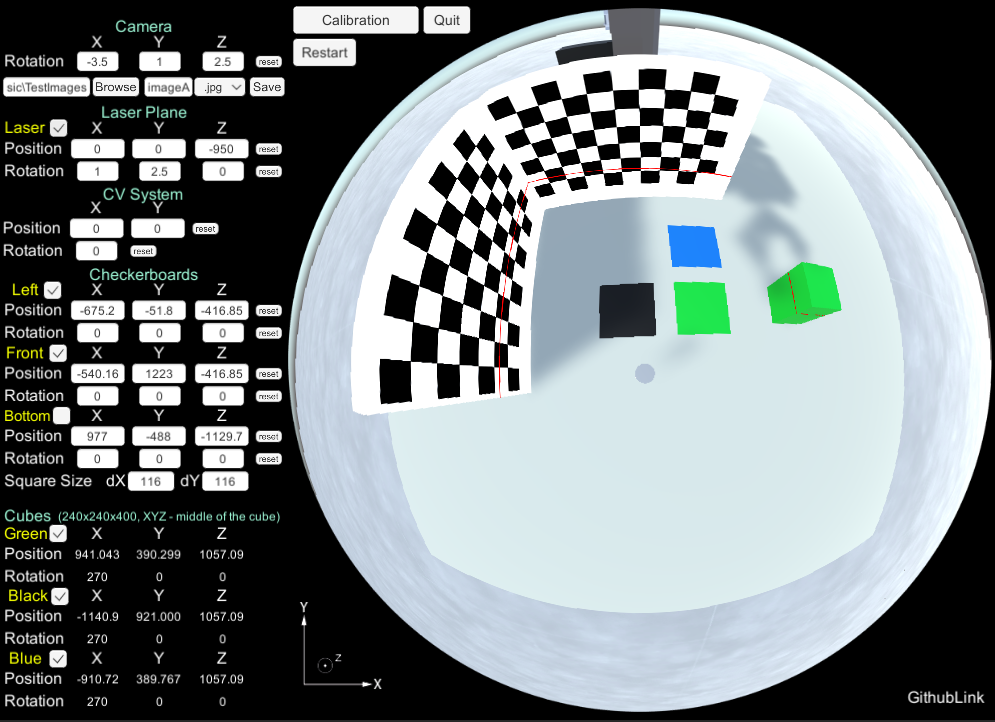 Camera
X Y Z
Rotation -3.5 1 2.5 reset
sic\TestImages Browse imageA .jpg Save
Laser Plane
Laser X Y Z
Position 0 0 -950 reset
Rotation 1 2.5 0 reset
CV System
X Y
Position 0 0 reset
Rotation 0 reset
Checkerboards
Left X Y Z
Position -675.2 -51.8 -416.85 reset
Rotation 0 0 0 reset
Front X Y Z
Position -540.16 1223 -416.85 reset
Rotation 0 0 0 reset
Bottom X Y Z
Position 977 -488 -1129.7 reset
Rotation 0 0 0 reset
Square Size dX 116 dY 116
Cubes (240x240x400, XYZ - middle of the cube)
Green X Y Z
Position 941.043 390.299 1057.09
Rotation 270 0 0
Black X Y Z
Position -1140.9 921.000 1057.09
Rotation 270 0 0
Blue X Y Z
Position -910.72 389.767 1057.09
Rotation 270 0 0
Calibration Quit
Restart
Y
Z
X
GithubLink